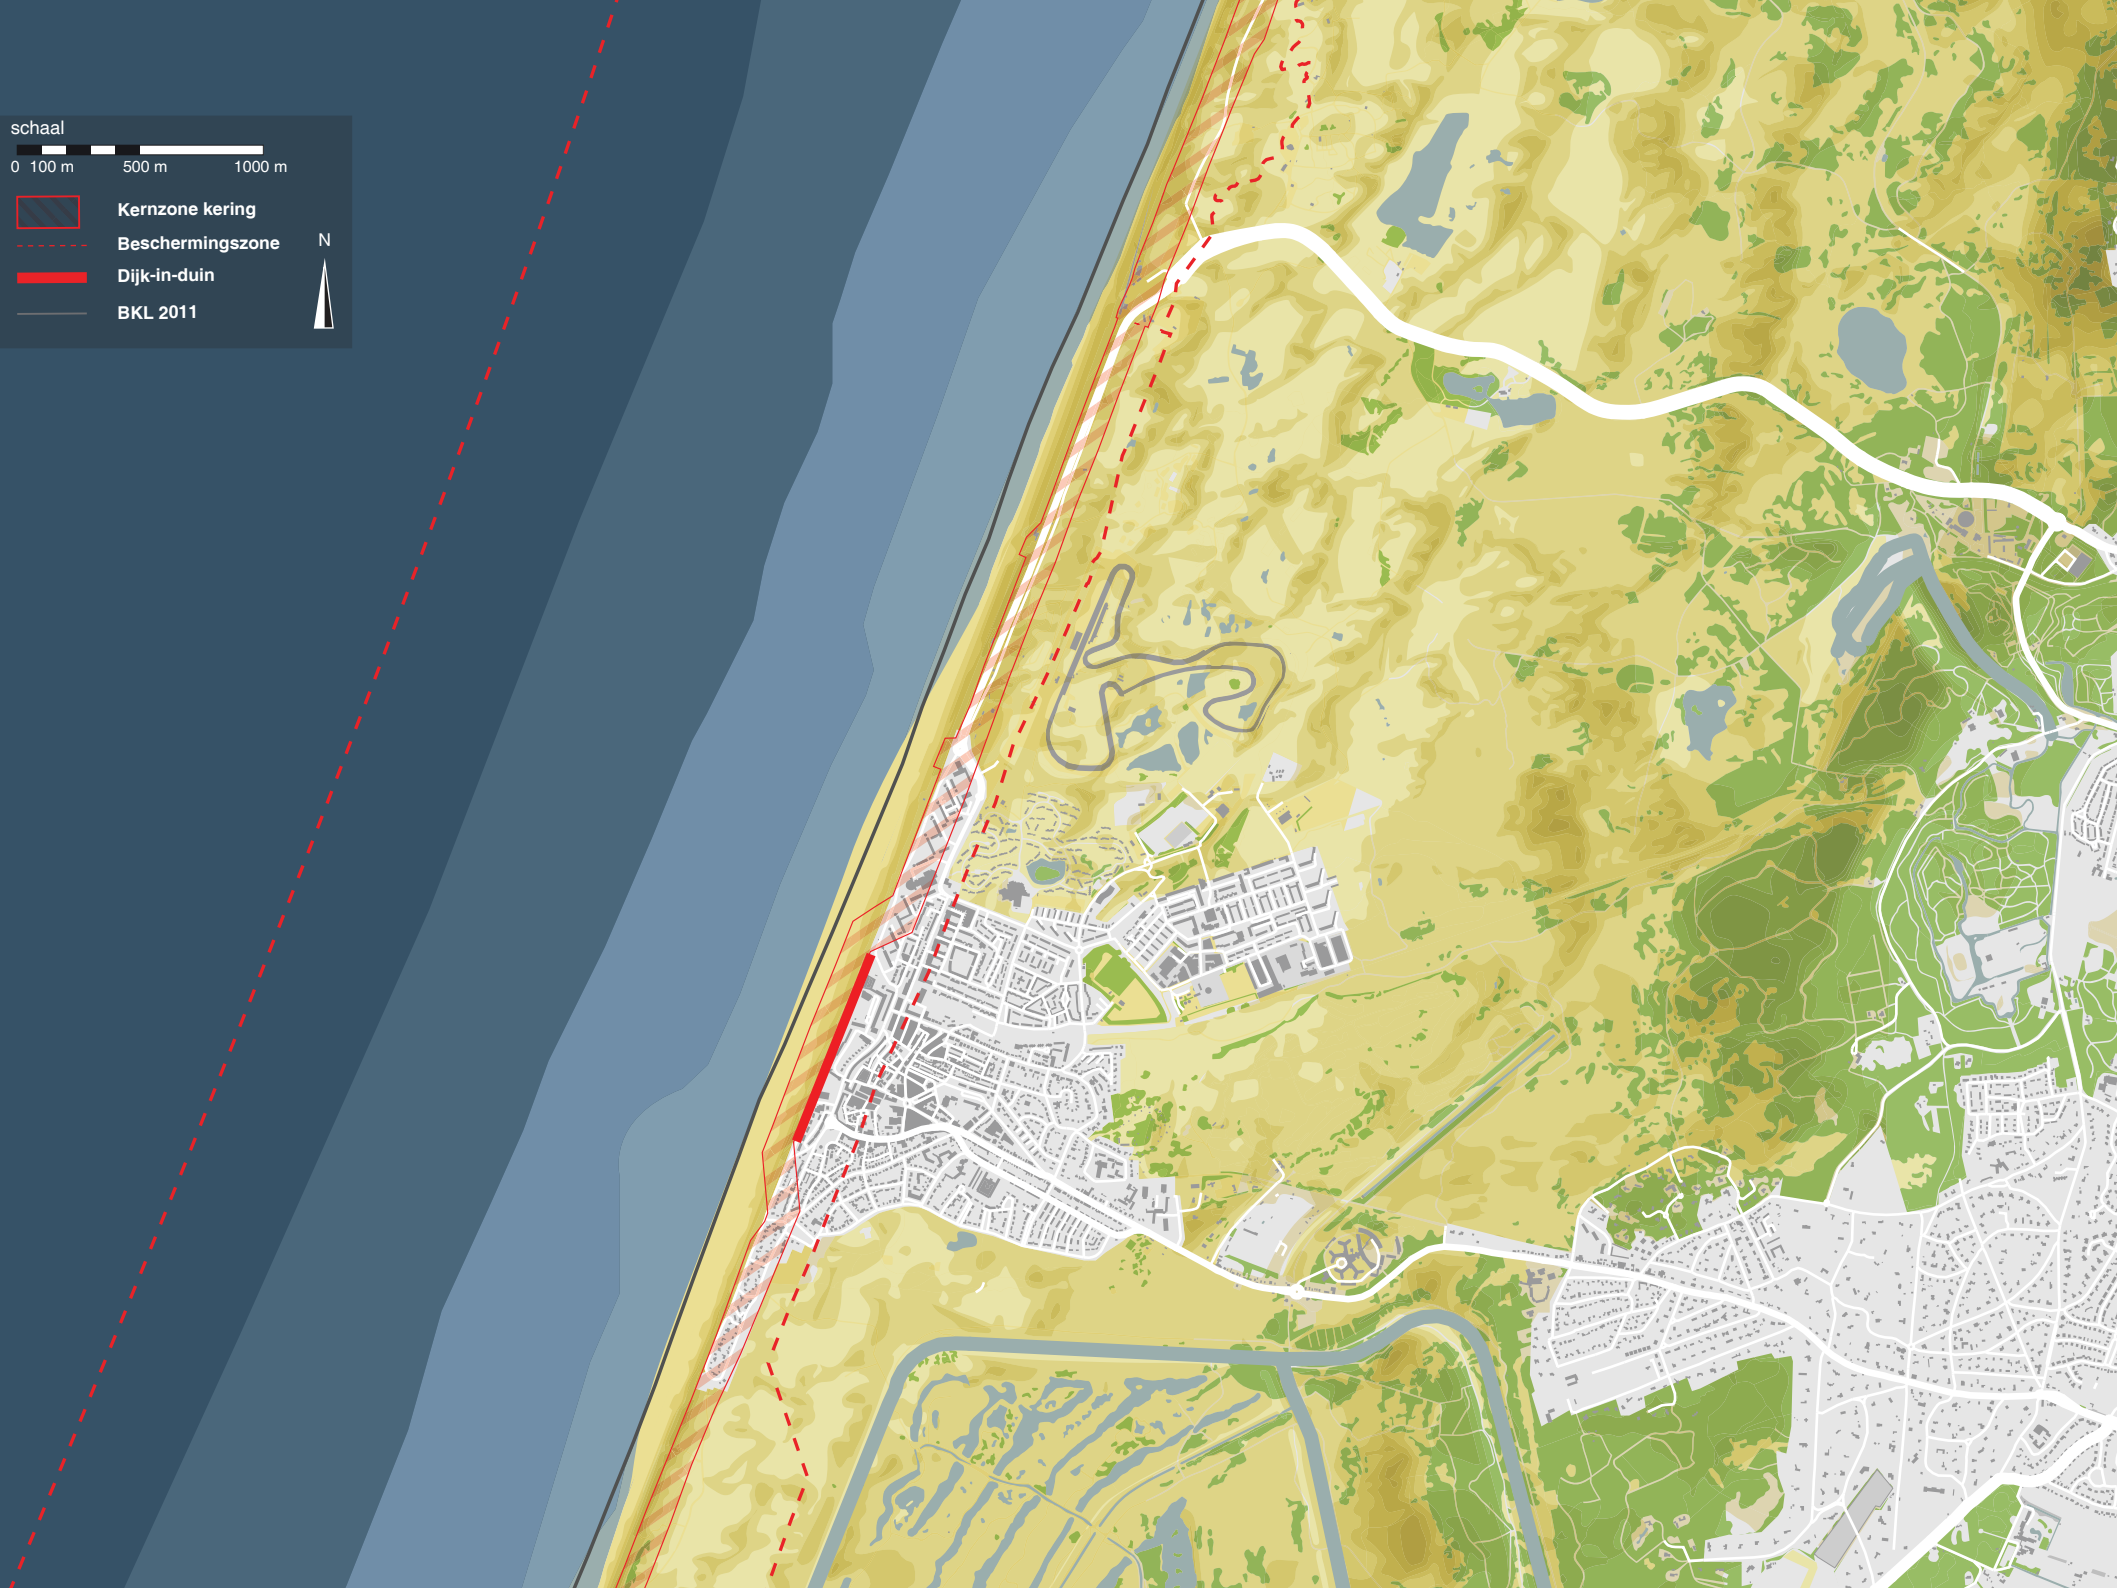 schaal
0 100 m 500 m 1000 m
Kernzone kering
Beschermingszone
N
Dijk-in-duin
BKL 2011